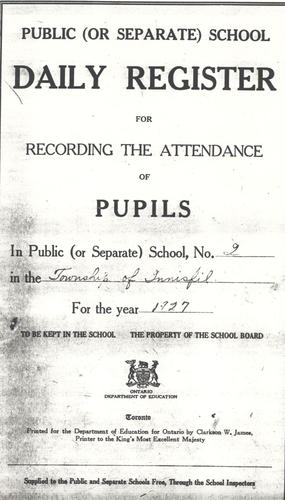 PUBLIC (OR SEPARATE) SCHOOL
DAILY REGISTER
FOR
RECORDING THE ATTENDANCE
OF
PUPILS
In Public (or Separate) School, No. 2
in the Township of Innisfil
For the year 1927
TO BE KEPT IN THE SCHOOL THE PROPERTY OF THE SCHOOL BOARD
ONTARIO
DEPARTMENT OF EDUCATION
Toronto
Printed for the Department of Education for Ontario by Clarkson W. James,
Printer to the King's Most Excellent Majesty
Supplied to the Public and Separate Schools Free, Through the School Inspectors